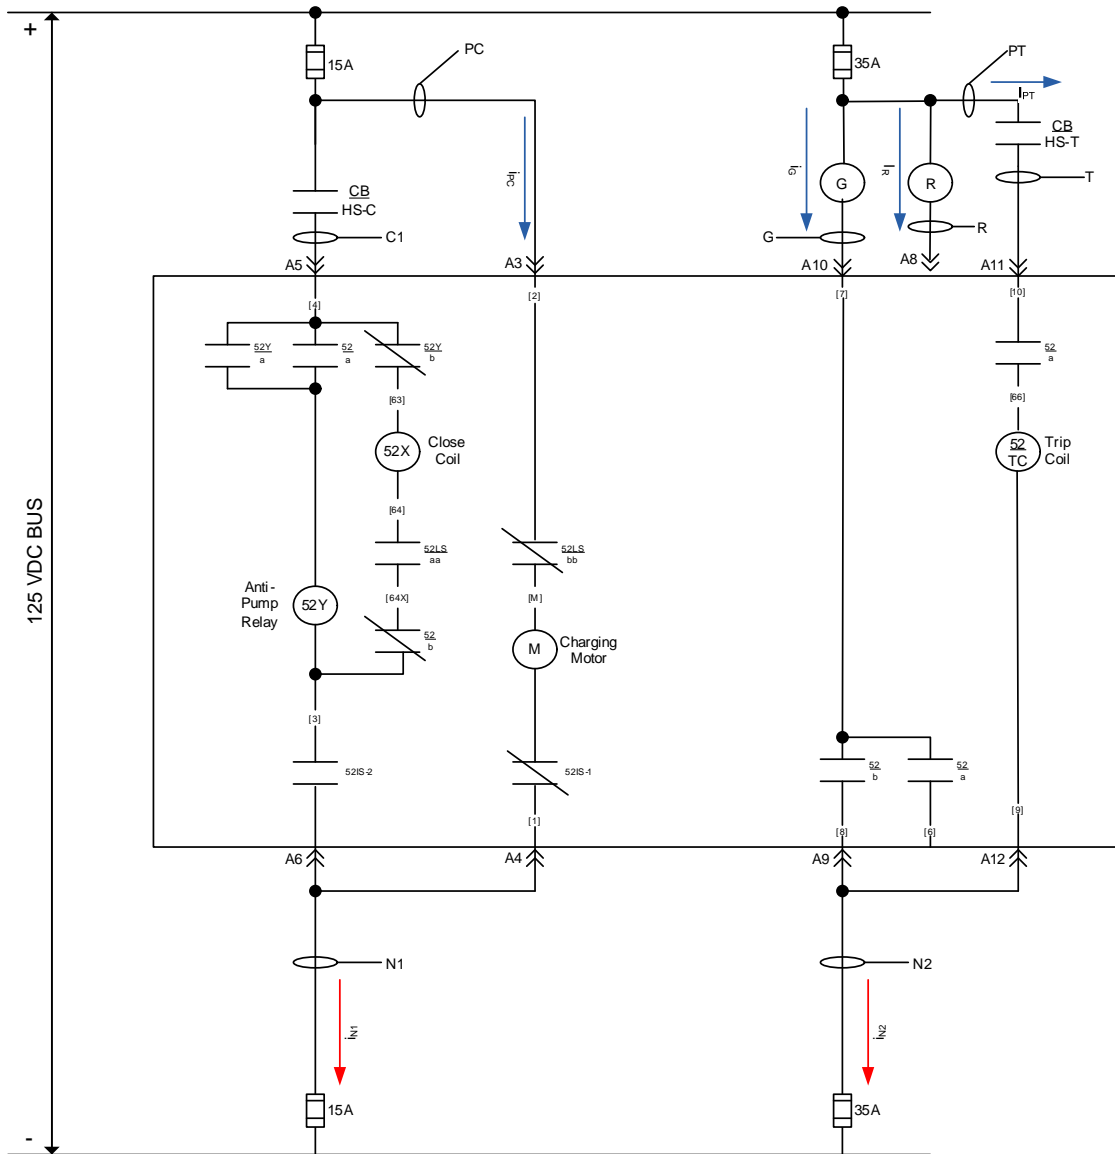 +
PC
PT
15A
35A
IPT
CB
HS-T
iPC
iG
IR
G
R
T
CB
HS-C
C1
G
R
A5
A3
A10
A8
A11
[4]
[2]
[7]
[10]
52Y
a
52
a
52Y
b
52
a
[63]
[66]
52X
Close
Coil
52
TC
Trip
Coil
[64]
125 VDC BUS
52LS
aa
52LS
bb
Anti-
Pump
Relay
52Y
[64X]
[M]
52
b
M
Charging
Motor
[3]
52IS-2
52IS-1
52
b
52
a
[1]
[8]
[6]
[9]
A6
A4
A9
A12
N1
N2
iN1
iN2
15A
35A
-